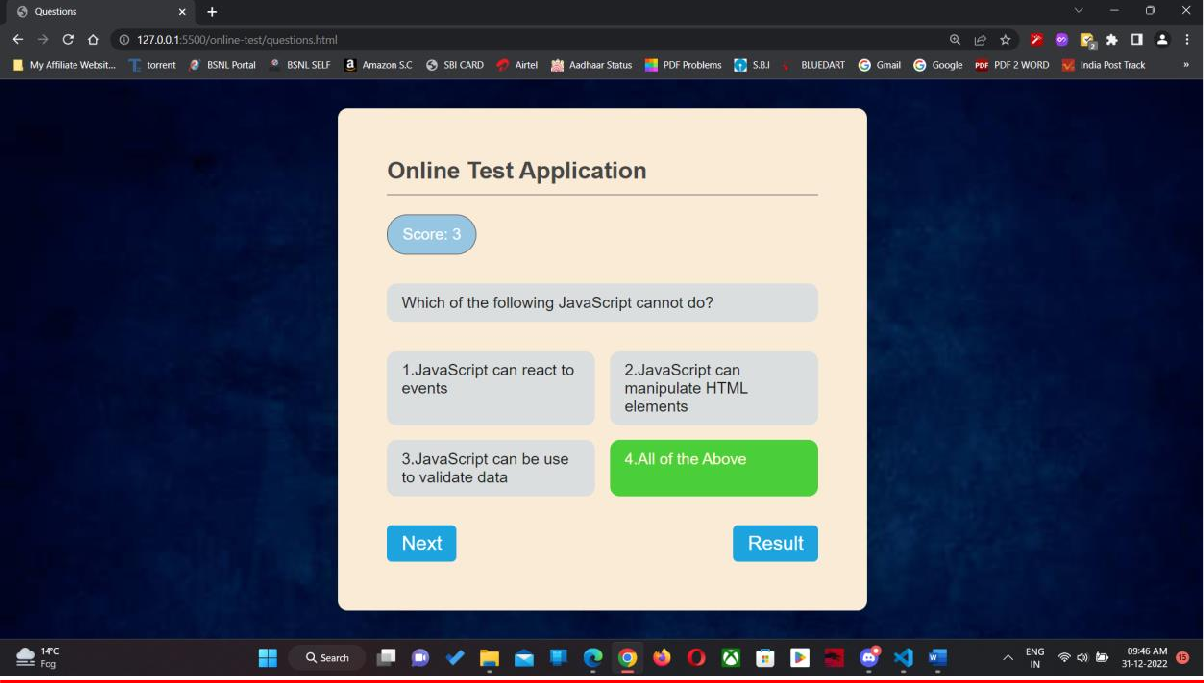 Questions
127.0.0.1:5500/online-test/questions.html
My Affiliate Websit... torrent BSNL Portal BSNL SELF Amazon S.C SBI CARD Airtel Aadhaar Status PDF Problems S.B.I BLUEDART Gmail Google PDF 2 WORD India Post Track »
Online Test Application
Score: 3
Which of the following JavaScript cannot do?
1.JavaScript can react to
events
2.JavaScript can
manipulate HTML
elements
3.JavaScript can be use
to validate data
4.All of the Above
Next
Result
14°C
Fog
Search
ENG
IN
09:46 AM
31-12-2022
15